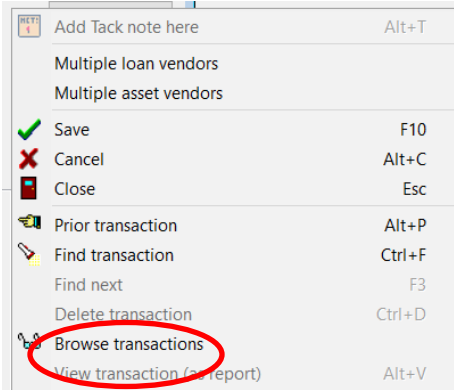 Add Tack note here Alt+T
Multiple loan vendors
Multiple asset vendors
Save F10
Cancel Alt+C
Close Esc
Prior transaction Alt+P
Find transaction Ctrl+F
Find next F3
Delete transaction Ctrl+D
Browse transactions
View transaction (as report) Alt+V